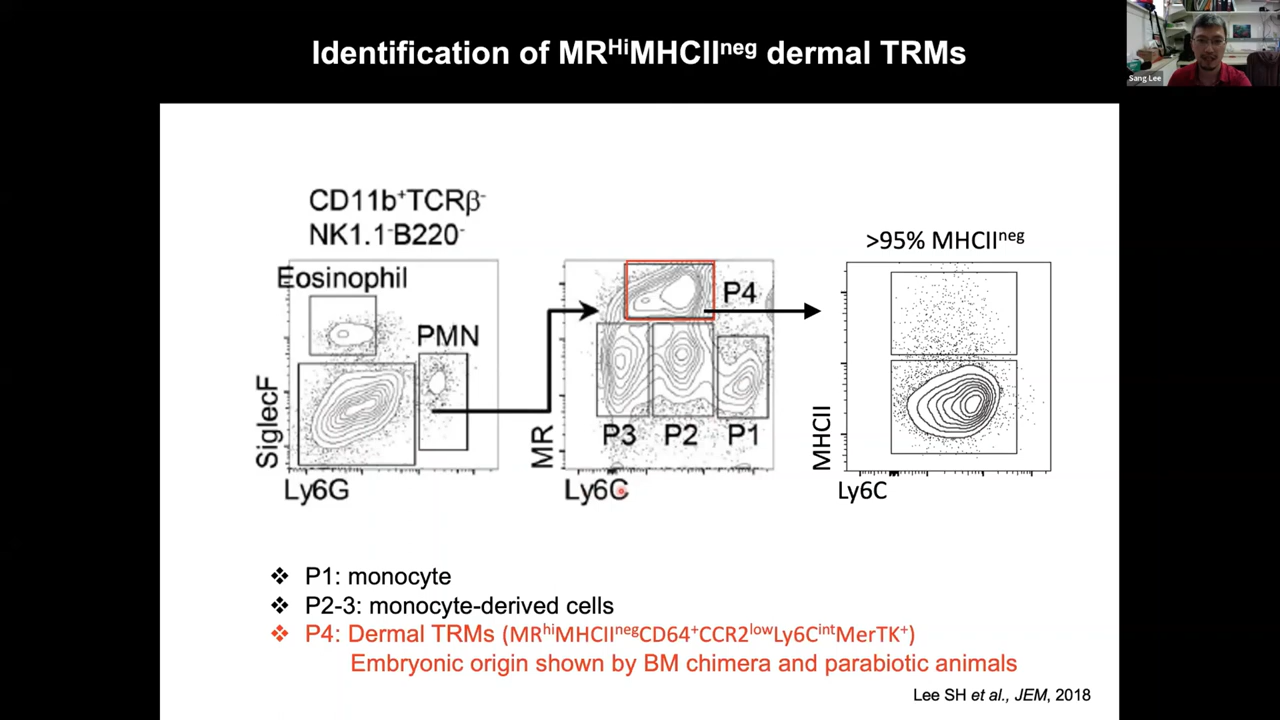 Identification of MRᴴⁱMHCIIⁿᵉᵍ dermal TRMs
Sang Lee
CD11b⁺TCRβ⁻
NK1.1⁻B220⁻
>95% MHCIIⁿᵉᵍ
Eosinophil
PMN
P4
P3
P2
P1
SiglecF
MR
MHCII
Ly6G
Ly6C
Ly6C
❖ P1: monocyte
❖ P2-3: monocyte-derived cells
❖ P4: Dermal TRMs (MRʰⁱMHCIIⁿᵉᵍCD64⁺CCR2ˡᵒʷLy6CⁱⁿᵗMerTK⁺)
Embryonic origin shown by BM chimera and parabiotic animals
Lee SH et al., JEM, 2018